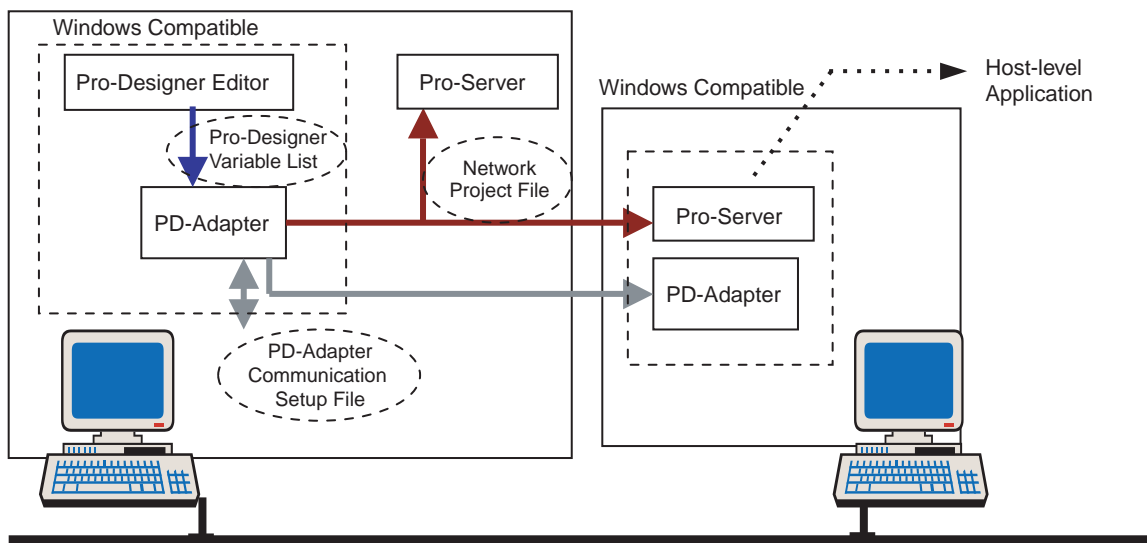 Windows Compatible
Pro-Designer Editor
Pro-Server
Pro-Designer
Variable List
PD-Adapter
Network
Project File
PD-Adapter
Communication
Setup File
Windows Compatible
Host-level
Application
Pro-Server
PD-Adapter